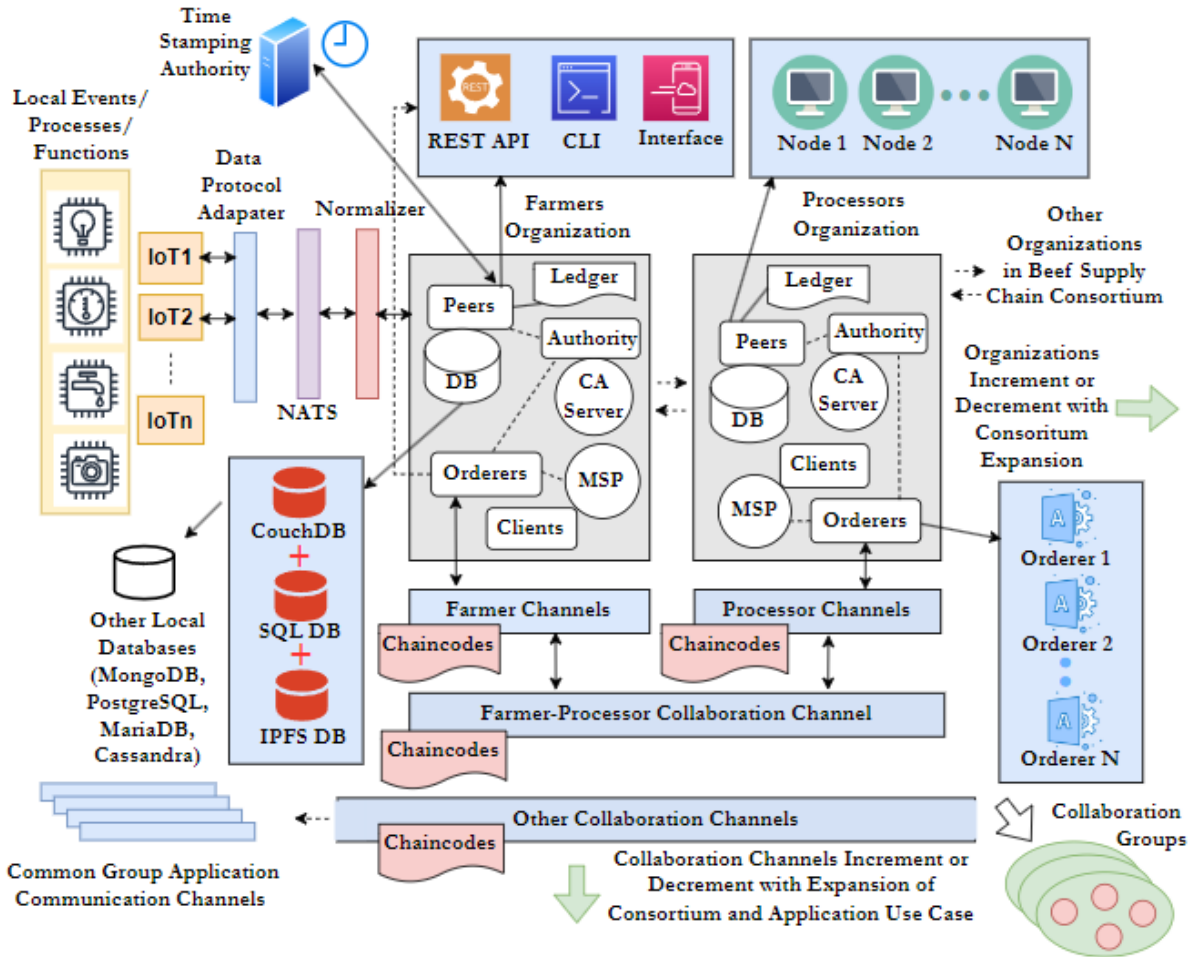 Time
Stamping
Authority
Local Events/
Processes/
Functions
Data
Protocol
Adapater
Normalizer
NATS
IoT1
IoT2
IoTn
REST
REST API
CLI
Interface
Node 1
Node 2
Node N
Farmers
Organization
Processors
Organization
Other
Organizations
in Beef Supply
Chain Consortium
Ledger
Peers
Authority
DB
CA
Server
Orderers
MSP
Clients
Ledger
Peers
Authority
DB
CA
Server
Clients
MSP
Orderers
Organizations
Increment or
Decrement with
Consoritum
Expansion
CouchDB
+
SQL DB
+
IPFS DB
Other Local
Databases
(MongoDB,
PostgreSQL,
MariaDB,
Cassandra)
Farmer Channels
Chaincodes
Processor Channels
Chaincodes
Farmer-Processor Collaboration Channel
Chaincodes
A
Orderer 1
A
Orderer 2
A
Orderer N
Other Collaboration Channels
Chaincodes
Common Group Application
Communication Channels
Collaboration Channels Increment or
Decrement with Expansion of
Consortium and Application Use Case
Collaboration
Groups